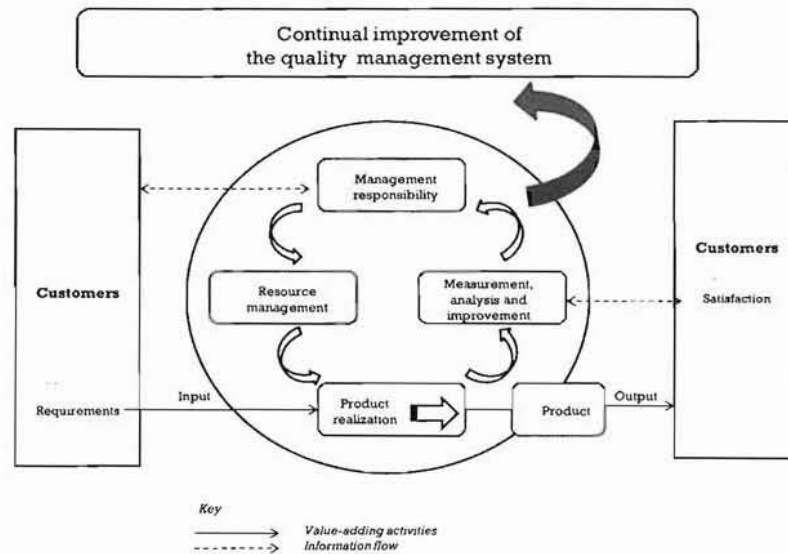 Continual improvement of
the quality management system
Management
responsibility
Customers
Resource
management
Measurement,
analysis and
improvement
Customers
Satisfaction
Requirements
Input
Product
realization
Product
Output
Key
Value-adding activities
Information flow